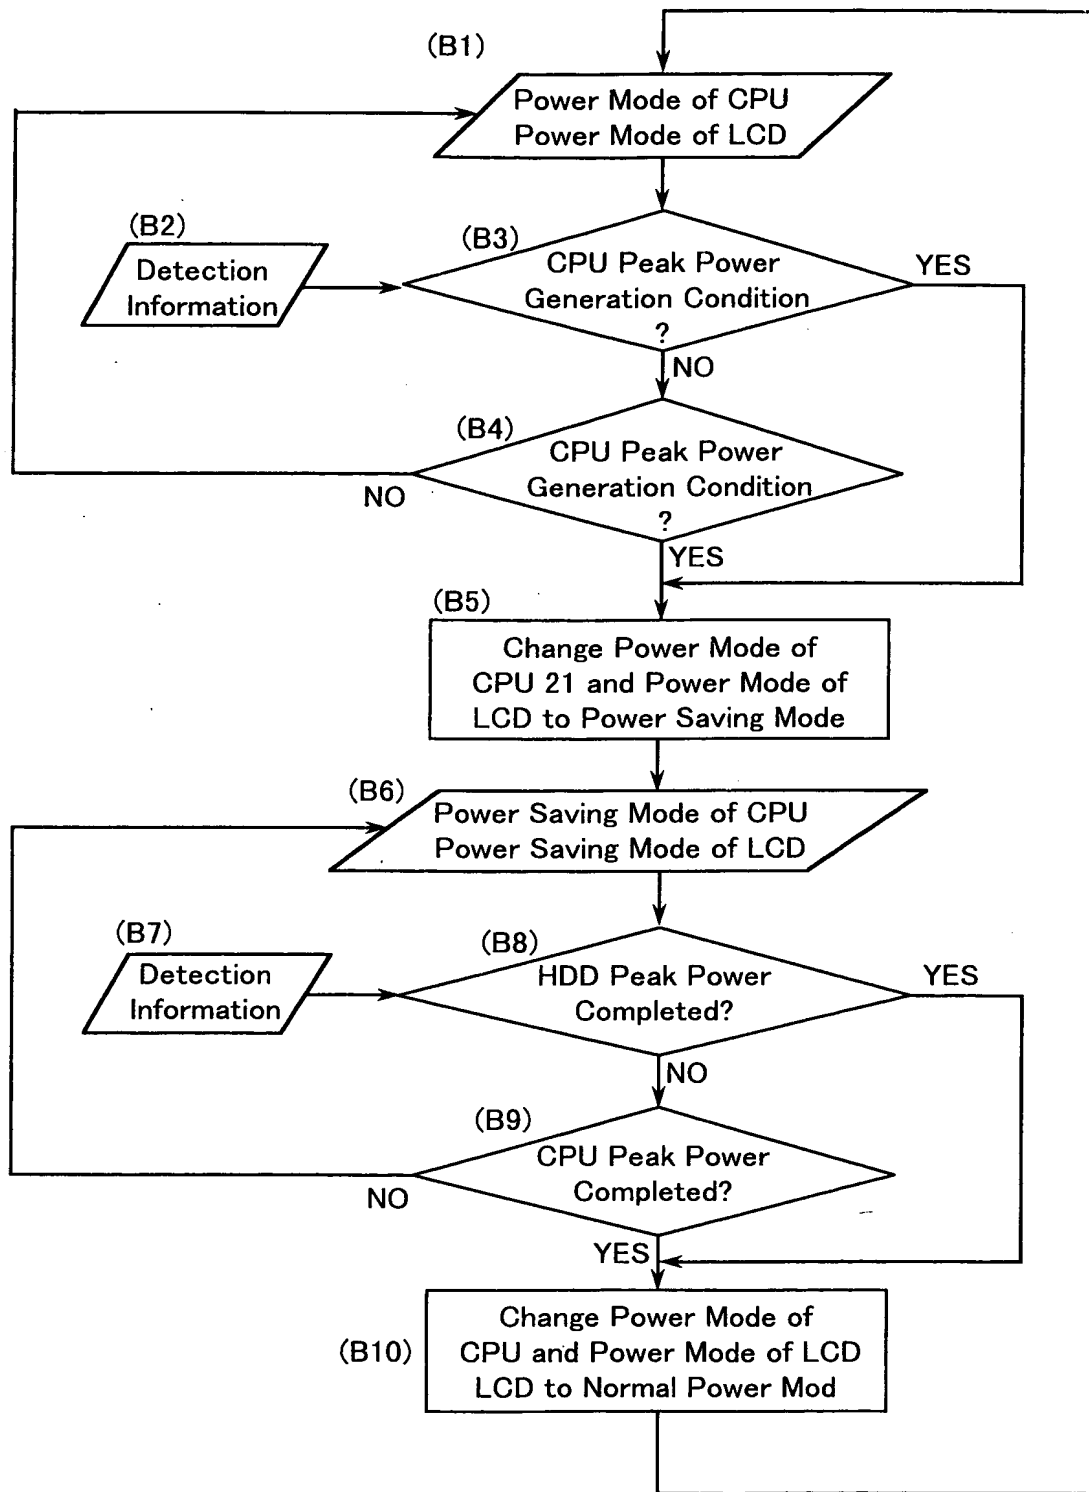 (B1)
Power Mode of CPU
Power Mode of LCD
(B2)
Detection
Information
(B3)
CPU Peak Power
Generation Condition
?
YES
NO
(B4)
CPU Peak Power
Generation Condition
?
NO
YES
(B5)
Change Power Mode of
CPU 21 and Power Mode of
LCD to Power Saving Mode
(B6)
Power Saving Mode of CPU
Power Saving Mode of LCD
(B7)
Detection
Information
(B8)
HDD Peak Power
Completed?
YES
NO
(B9)
CPU Peak Power
Completed?
NO
YES
(B10)
Change Power Mode of
CPU and Power Mode of LCD
LCD to Normal Power Mod